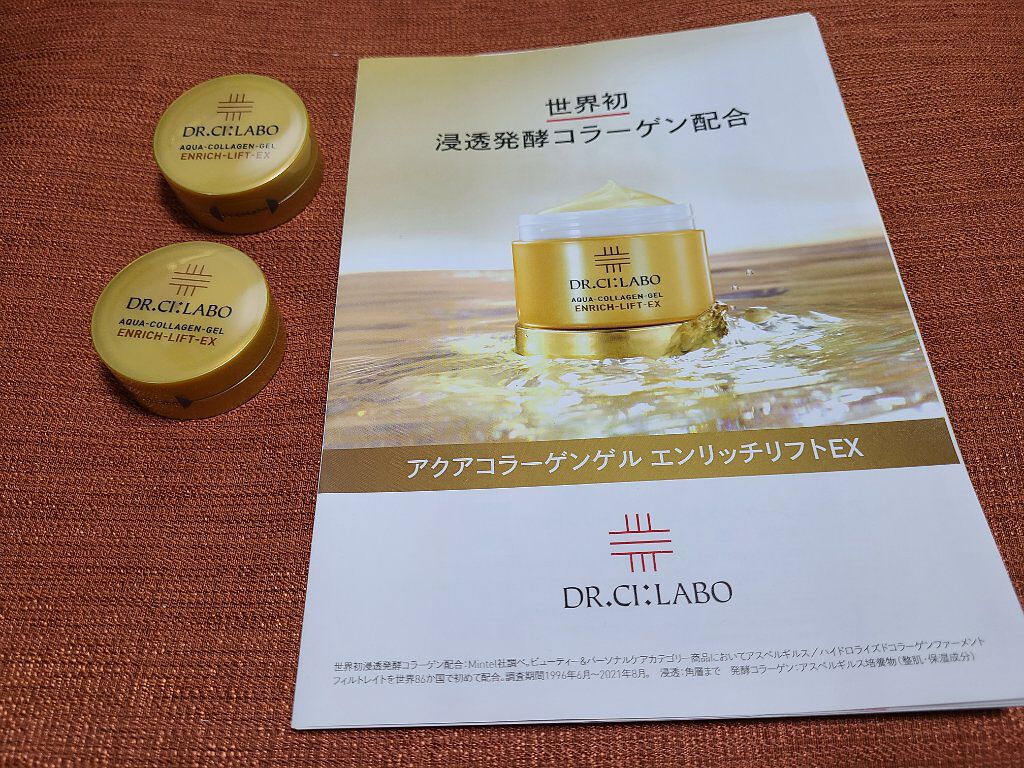 DR.CI:LABO
AQUA-COLLAGEN-GEL
ENRICH-LIFT-EX
DR.CI:LABO
AQUA-COLLAGEN-GEL
ENRICH-LIFT-EX
世界初
浸透発酵コラーゲン配合
DR.CI:LABO
AQUA-COLLAGEN-GEL
ENRICH-LIFT-EX
アクアコラーゲンゲル エンリッチリフトEX
DR.CI:LABO
世界初浸透発酵コラーゲン配合:Mintel社調べ。ビューティー&パーソナルケアカテゴリー商品においてアスペルギルス/ハイドロライズドコラーゲンファーメント
フィルトレイトを世界86か国で初めて配合。調査期間1996年6月〜2021年8月。 浸透:角層まで 発酵コラーゲン:アスペルギルス培養物(整肌・保湿成分)